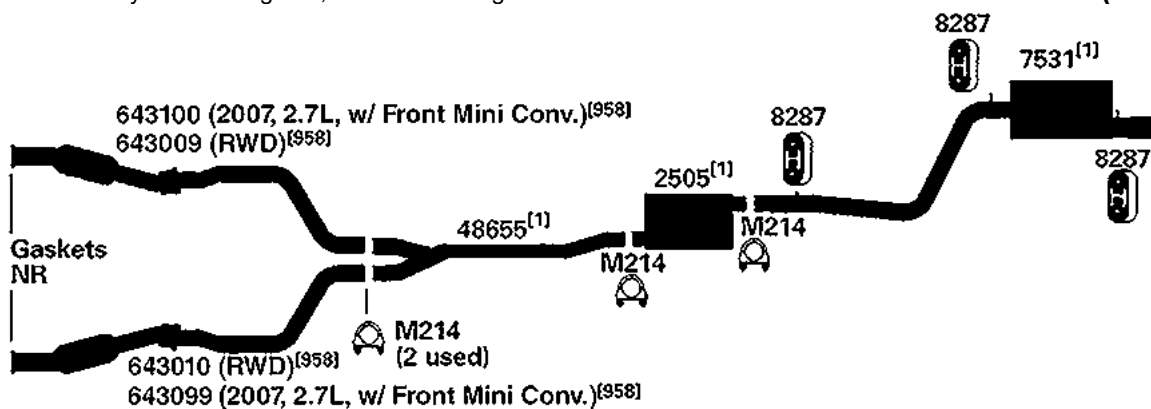 8287
7531[1]
643100 (2007, 2.7L, w/ Front Mini Conv.)[958]
643009 (RWD)[958]
8287
8287
2505[1]
48655[1]
M214
Gaskets
NR
M214
M214
(2 used)
643010 (RWD)[958]
643099 (2007, 2.7L, w/ Front Mini Conv.)[958]